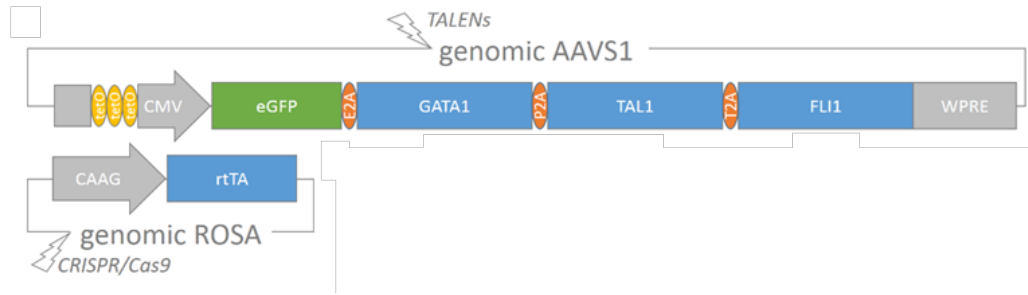 TALENs
genomic AAVS1
tetO tetO tetO CMV eGFP E2A GATA1 P2A TAL1 T2A FLI1 WPRE
CAAG rtTA
genomic ROSA
CRISPR/Cas9